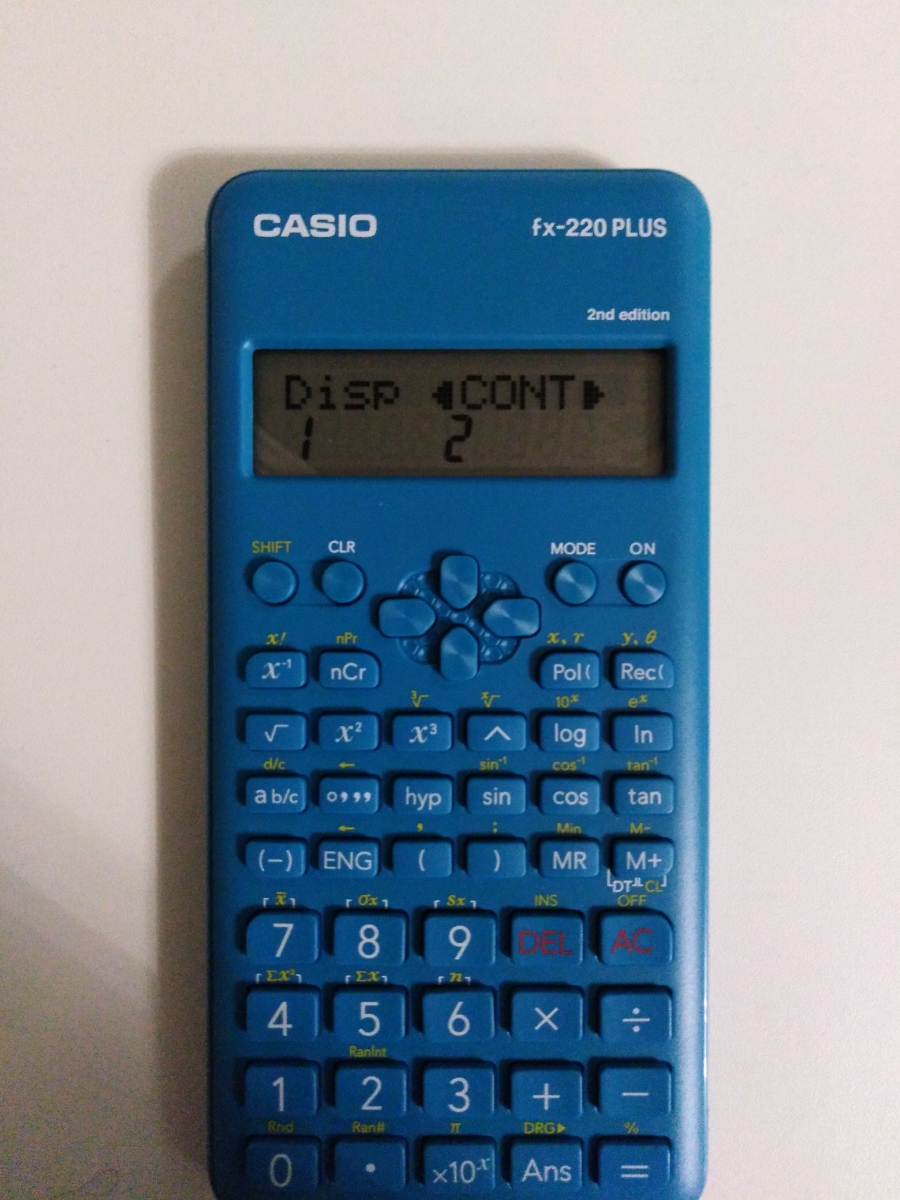 CASIO fx-220 PLUS
2nd edition
Disp ◀CONT▶
1 2
SHIFT CLR MODE ON
x! nPr x, r y, θ
x⁻¹ nCr Pol( Rec(
³√ ˣ√ 10ˣ eˣ
√ x² x³ ^ log ln
d/c ← sin⁻¹ cos⁻¹ tan⁻¹
a b/c o,,, hyp sin cos tan
← , ; Min M−
(−) ENG ( ) MR M+
DT CL
x̄ σx sx INS OFF
7 8 9 DEL AC
Σx² Σx n
4 5 6 × ÷
RanInt
1 2 3 + −
Rnd Ran# π DRG▶ %
0 . ×10ˣ Ans =